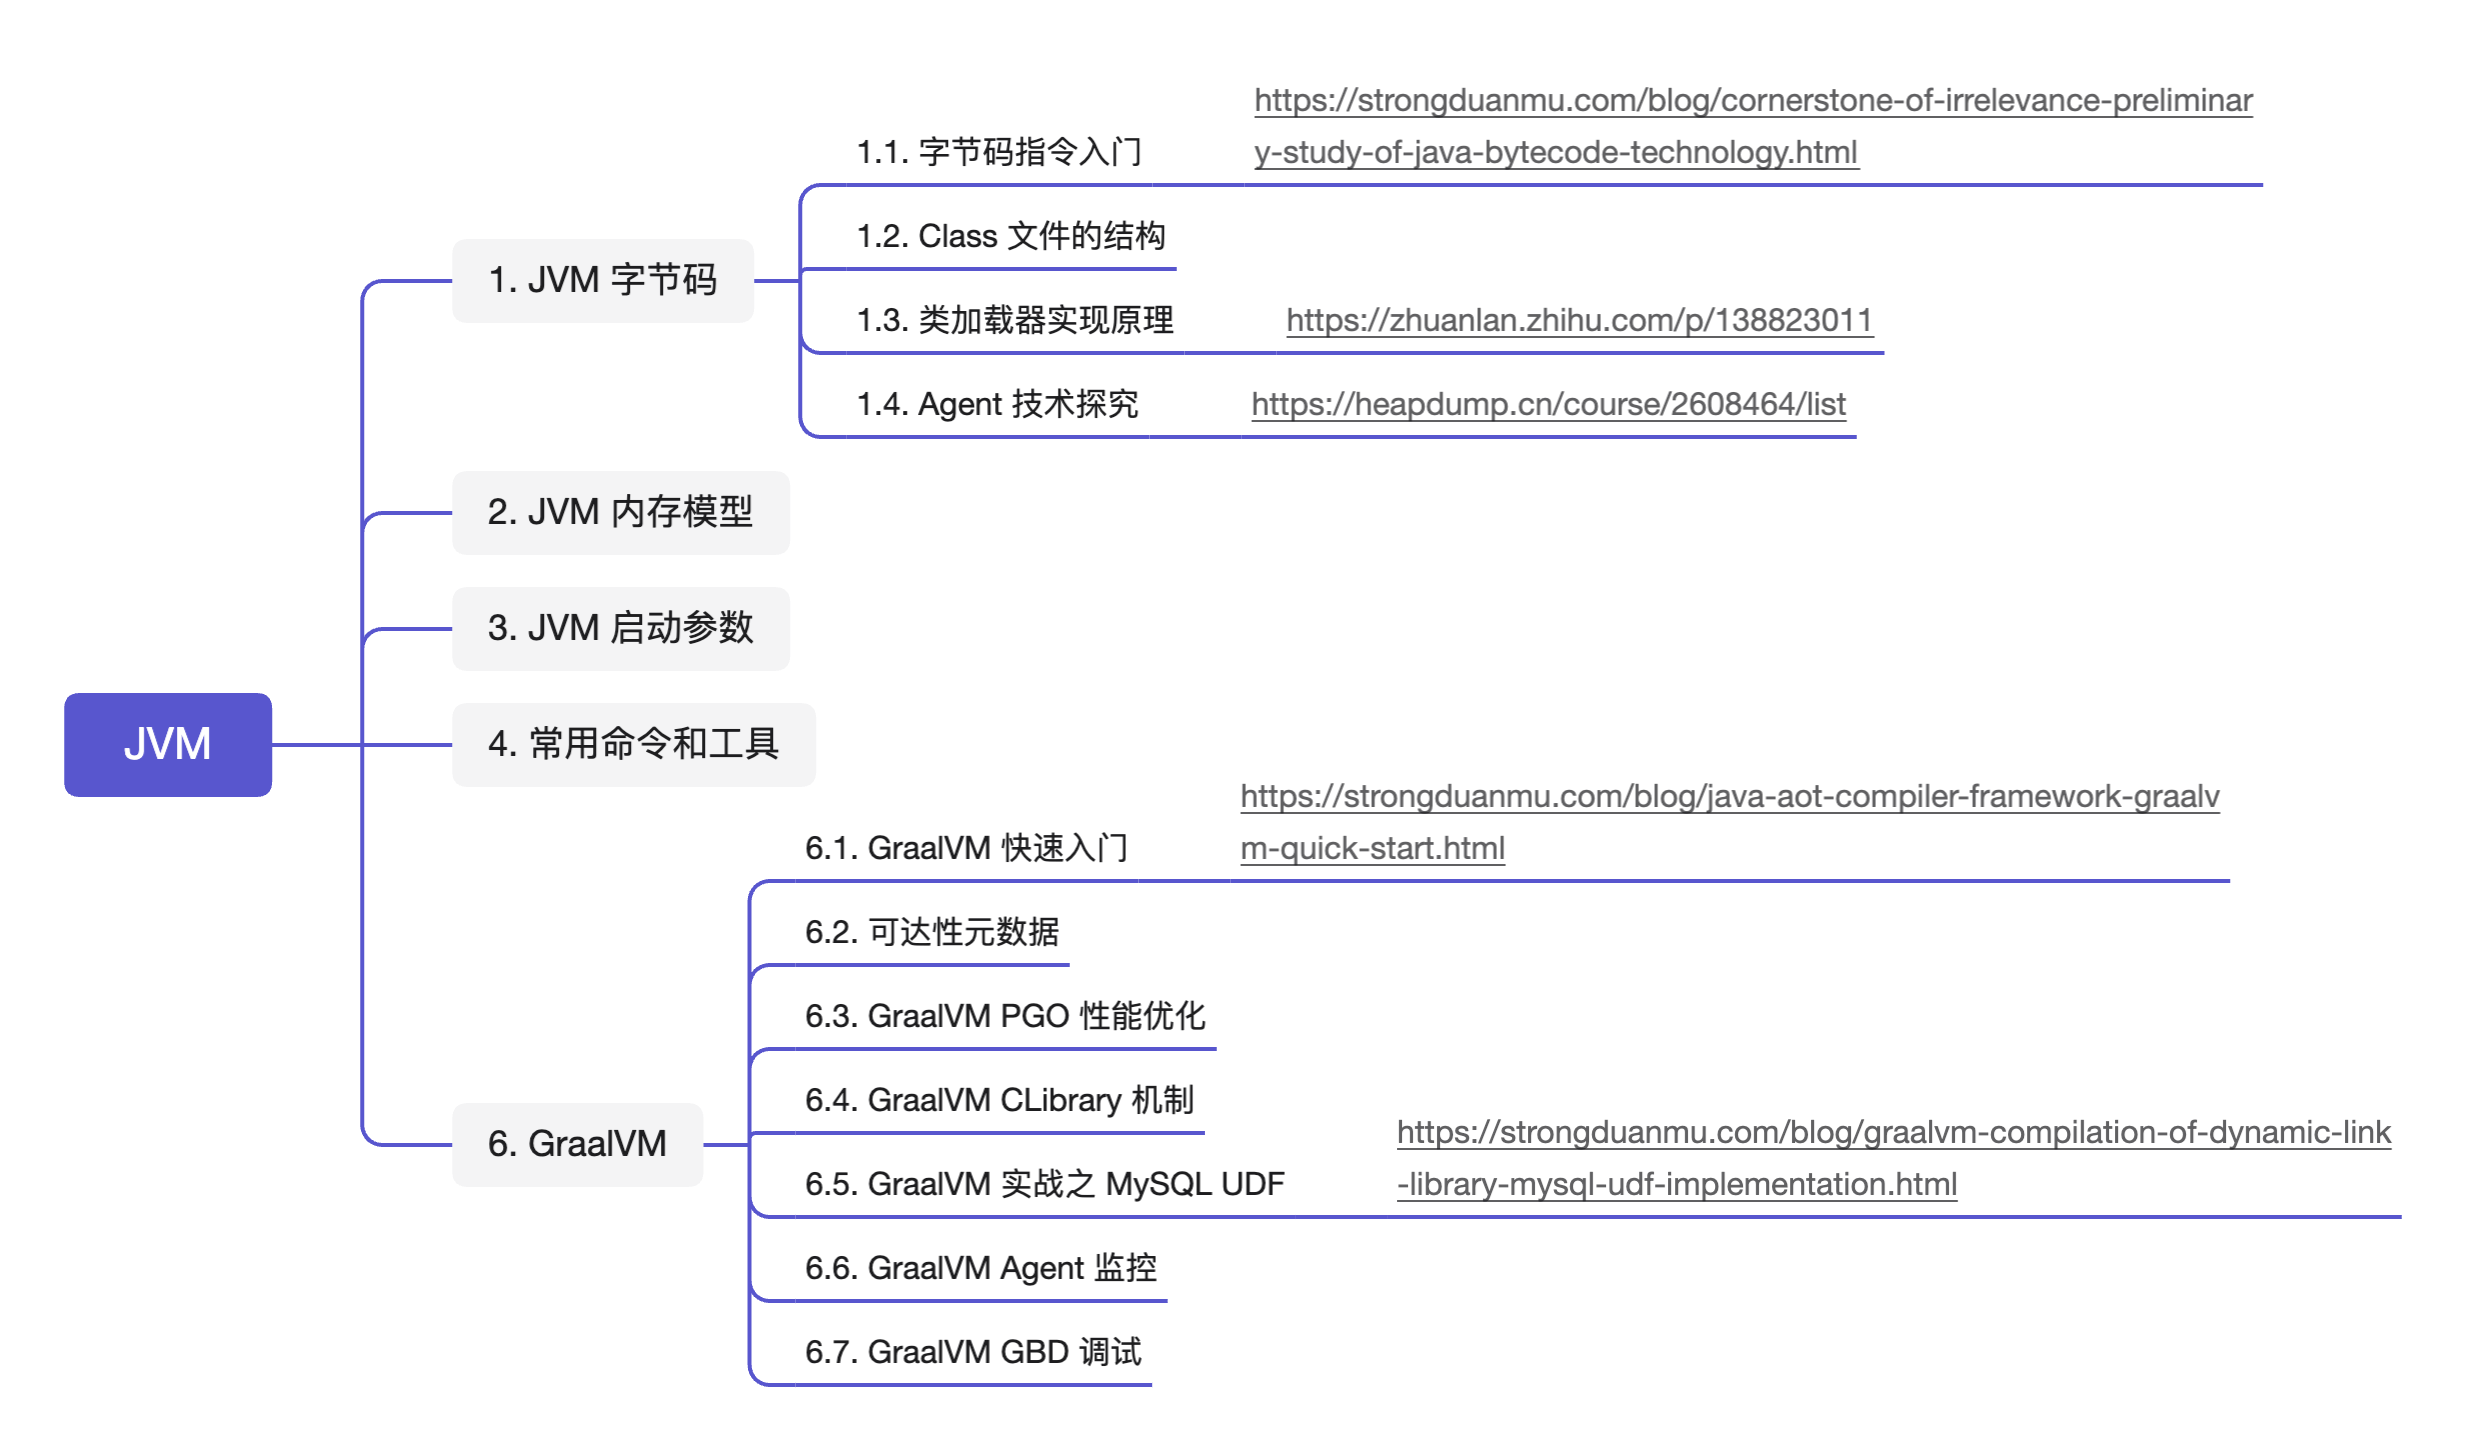 JVM
1. JVM 字节码
1.1. 字节码指令入门
https://strongduanmu.com/blog/cornerstone-of-irrelevance-preliminar
y-study-of-java-bytecode-technology.html
1.2. Class 文件的结构
1.3. 类加载器实现原理
https://zhuanlan.zhihu.com/p/138823011
1.4. Agent 技术探究
https://heapdump.cn/course/2608464/list
2. JVM 内存模型
3. JVM 启动参数
4. 常用命令和工具
6. GraalVM
6.1. GraalVM 快速入门
https://strongduanmu.com/blog/java-aot-compiler-framework-graalv
m-quick-start.html
6.2. 可达性元数据
6.3. GraalVM PGO 性能优化
6.4. GraalVM CLibrary 机制
6.5. GraalVM 实战之 MySQL UDF
https://strongduanmu.com/blog/graalvm-compilation-of-dynamic-link
-library-mysql-udf-implementation.html
6.6. GraalVM Agent 监控
6.7. GraalVM GBD 调试